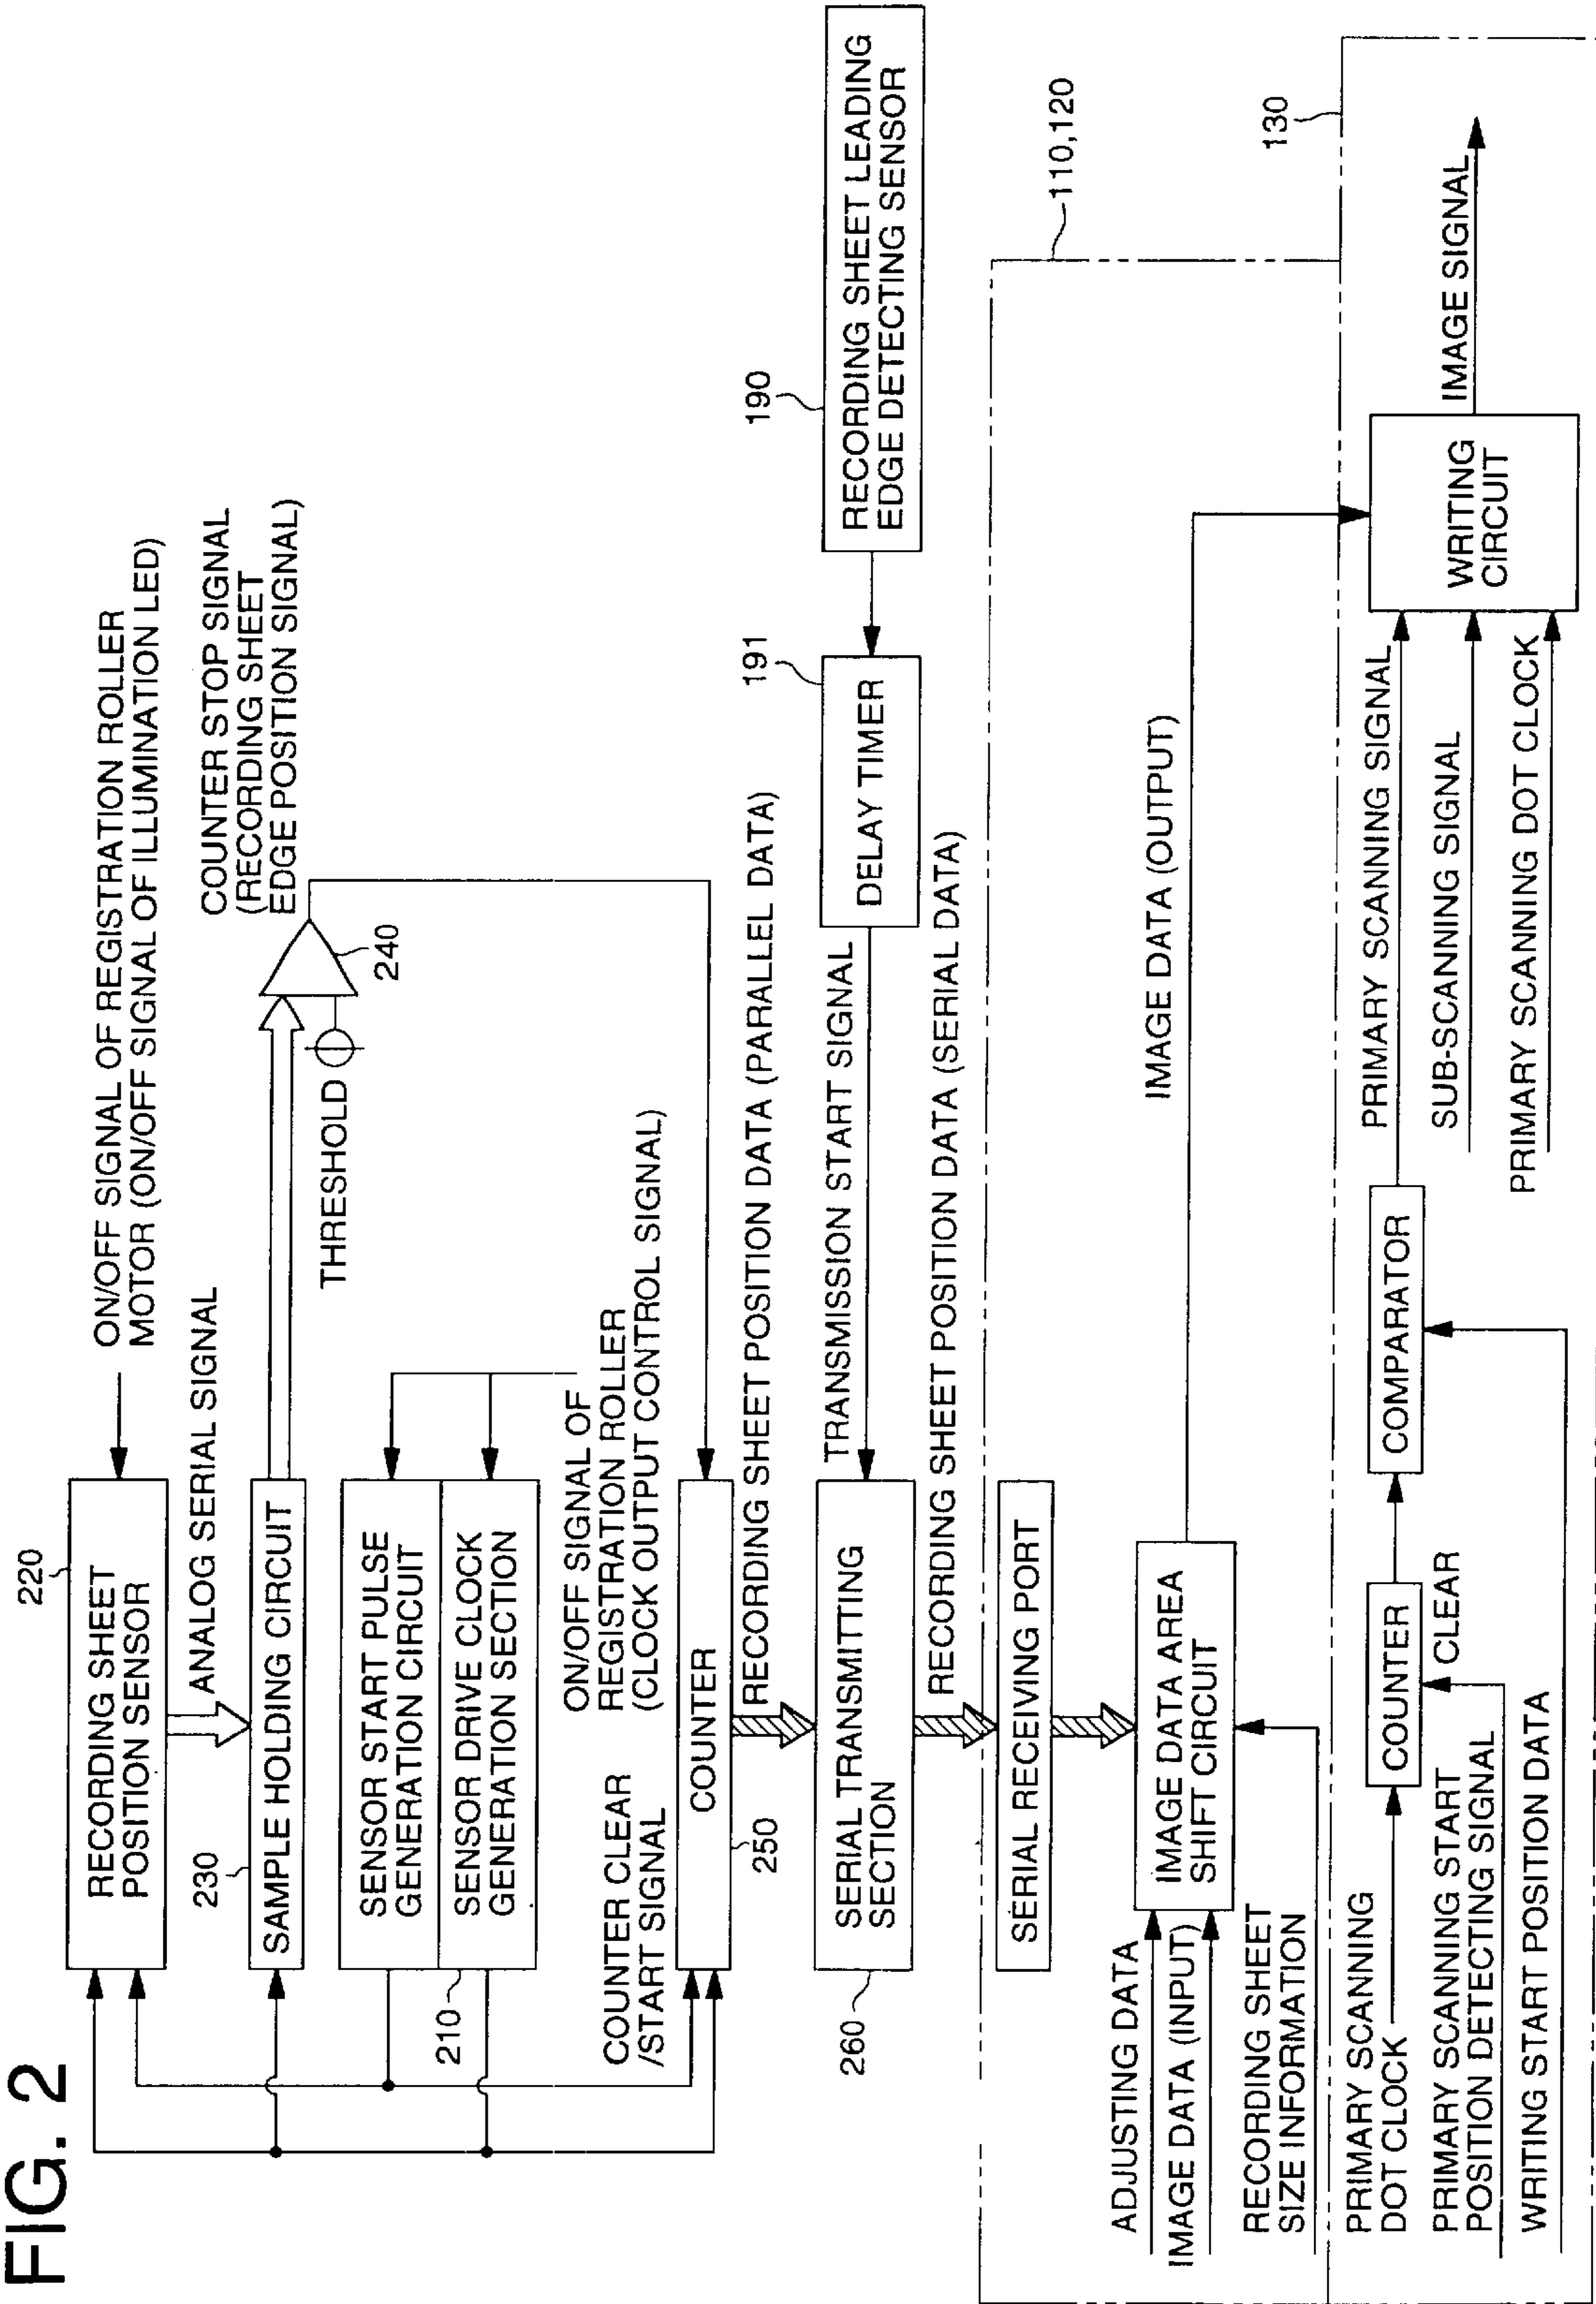 FIG. 2
220
RECORDING SHEET
POSITION SENSOR
ON/OFF SIGNAL OF REGISTRATION ROLLER
MOTOR (ON/OFF SIGNAL OF ILLUMINATION LED)
ANALOG SERIAL SIGNAL
230
SAMPLE HOLDING CIRCUIT
COUNTER STOP SIGNAL
(RECORDING SHEET
EDGE POSITION SIGNAL)
240
THRESHOLD
SENSOR START PULSE
GENERATION CIRCUIT
SENSOR DRIVE CLOCK
GENERATION SECTION
210
ON/OFF SIGNAL OF
REGISTRATION ROLLER
(CLOCK OUTPUT CONTROL SIGNAL)
COUNTER CLEAR
/START SIGNAL
COUNTER
250
RECORDING SHEET POSITION DATA (PARALLEL DATA)
190
RECORDING SHEET LEADING
EDGE DETECTING SENSOR
191
DELAY TIMER
TRANSMISSION START SIGNAL
SERIAL TRANSMITTING
SECTION
260
RECORDING SHEET POSITION DATA (SERIAL DATA)
110,120
SERIAL RECEIVING PORT
ADJUSTING DATA
IMAGE DATA (INPUT)
IMAGE DATA AREA
SHIFT CIRCUIT
IMAGE DATA (OUTPUT)
RECORDING SHEET
SIZE INFORMATION
130
PRIMARY SCANNING
DOT CLOCK
COUNTER
CLEAR
COMPARATOR
PRIMARY SCANNING SIGNAL
SUB-SCANNING SIGNAL
PRIMARY SCANNING DOT CLOCK
WRITING
CIRCUIT
IMAGE SIGNAL
PRIMARY SCANNING START
POSITION DETECTING SIGNAL
WRITING START POSITION DATA